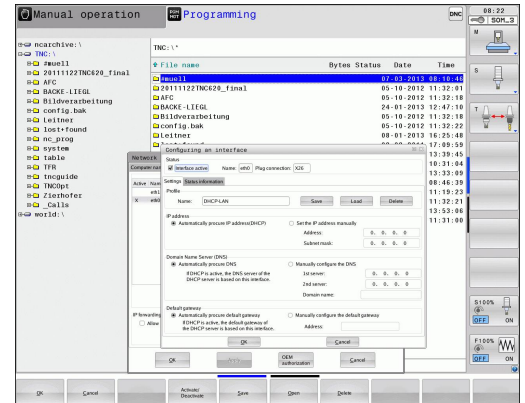 Manual operation
PGM
MGT
Programming
DNC
08:22
SOM_3
ncarchive:\
TNC:\
#muell
20111122TNC620_final
AFC
BACKE-LIEGL
Bildverarbeitung
config.bak
Leitner
lost+found
nc_prog
system
table
TFR
tncguide
TNCOpt
Zierhofer
_Calls
world:\
TNC:\*
File name Bytes Status Date Time
#muell 07-03-2013 08:10:40
20111122TNC620_final 05-10-2012 11:32:01
AFC 05-10-2012 11:32:18
BACKE-LIEGL 24-01-2013 12:47:10
Bildverarbeitung 05-10-2012 11:32:18
config.bak 05-10-2012 11:32:22
Leitner 08-01-2013 16:25:48
17:09:59
13:39:45
10:31:04
13:33:09
08:46:39
11:19:23
11:32:21
13:53:06
11:31:00
Network
Computer nam
Active Nam
eth1
X eth0
IP forwarding
Allow
Configuring an interface
Status
Interface active Name: eth0 Plug connection: X26
Settings Status information
Profile
Name: DHCP-LAN Save Load Delete
IP address
Automatically procure IP address(DHCP) Set the IP address manually
Address: 0. 0. 0. 0
Subnet mask: 0. 0. 0. 0
Domain Name Server (DNS)
Automatically procure DNS Manually configure the DNS
If DHCP is active, the DNS server of the
DHCP server is based on this interface.
1st server: 0. 0. 0. 0
2nd server: 0. 0. 0. 0
Domain name:
Default gateway
Automatically procure default gateway Manually configure the default gateway
If DHCP is active, the default gateway of
the DHCP server is based on this interface.
Address:
OK Cancel
OK Apply OEM
authorization Cancel
M
S
T
S100%
OFF ON
F100%
OFF ON
OK Cancel Activate/
Deactivate Save Open Delete